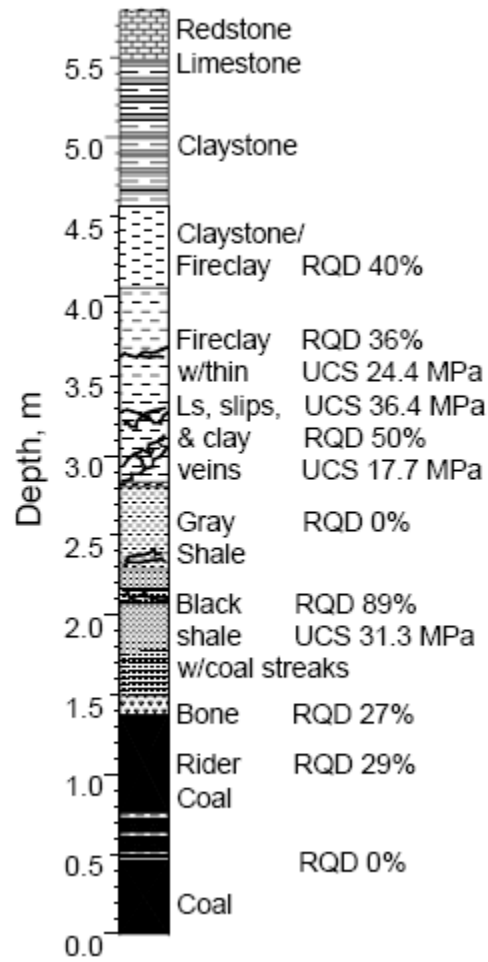 Redstone
5.5
Limestone
5.0
Claystone
4.5
Claystone/
Fireclay RQD 40%
4.0
Fireclay RQD 36%
w/thin UCS 24.4 MPa
3.5
Ls, slips, UCS 36.4 MPa
& clay RQD 50%
3.0
veins UCS 17.7 MPa
Depth, m
Gray RQD 0%
2.5
Shale
Black RQD 89%
2.0
shale UCS 31.3 MPa
w/coal streaks
1.5
Bone RQD 27%
Rider RQD 29%
1.0
Coal
0.5
RQD 0%
Coal
0.0